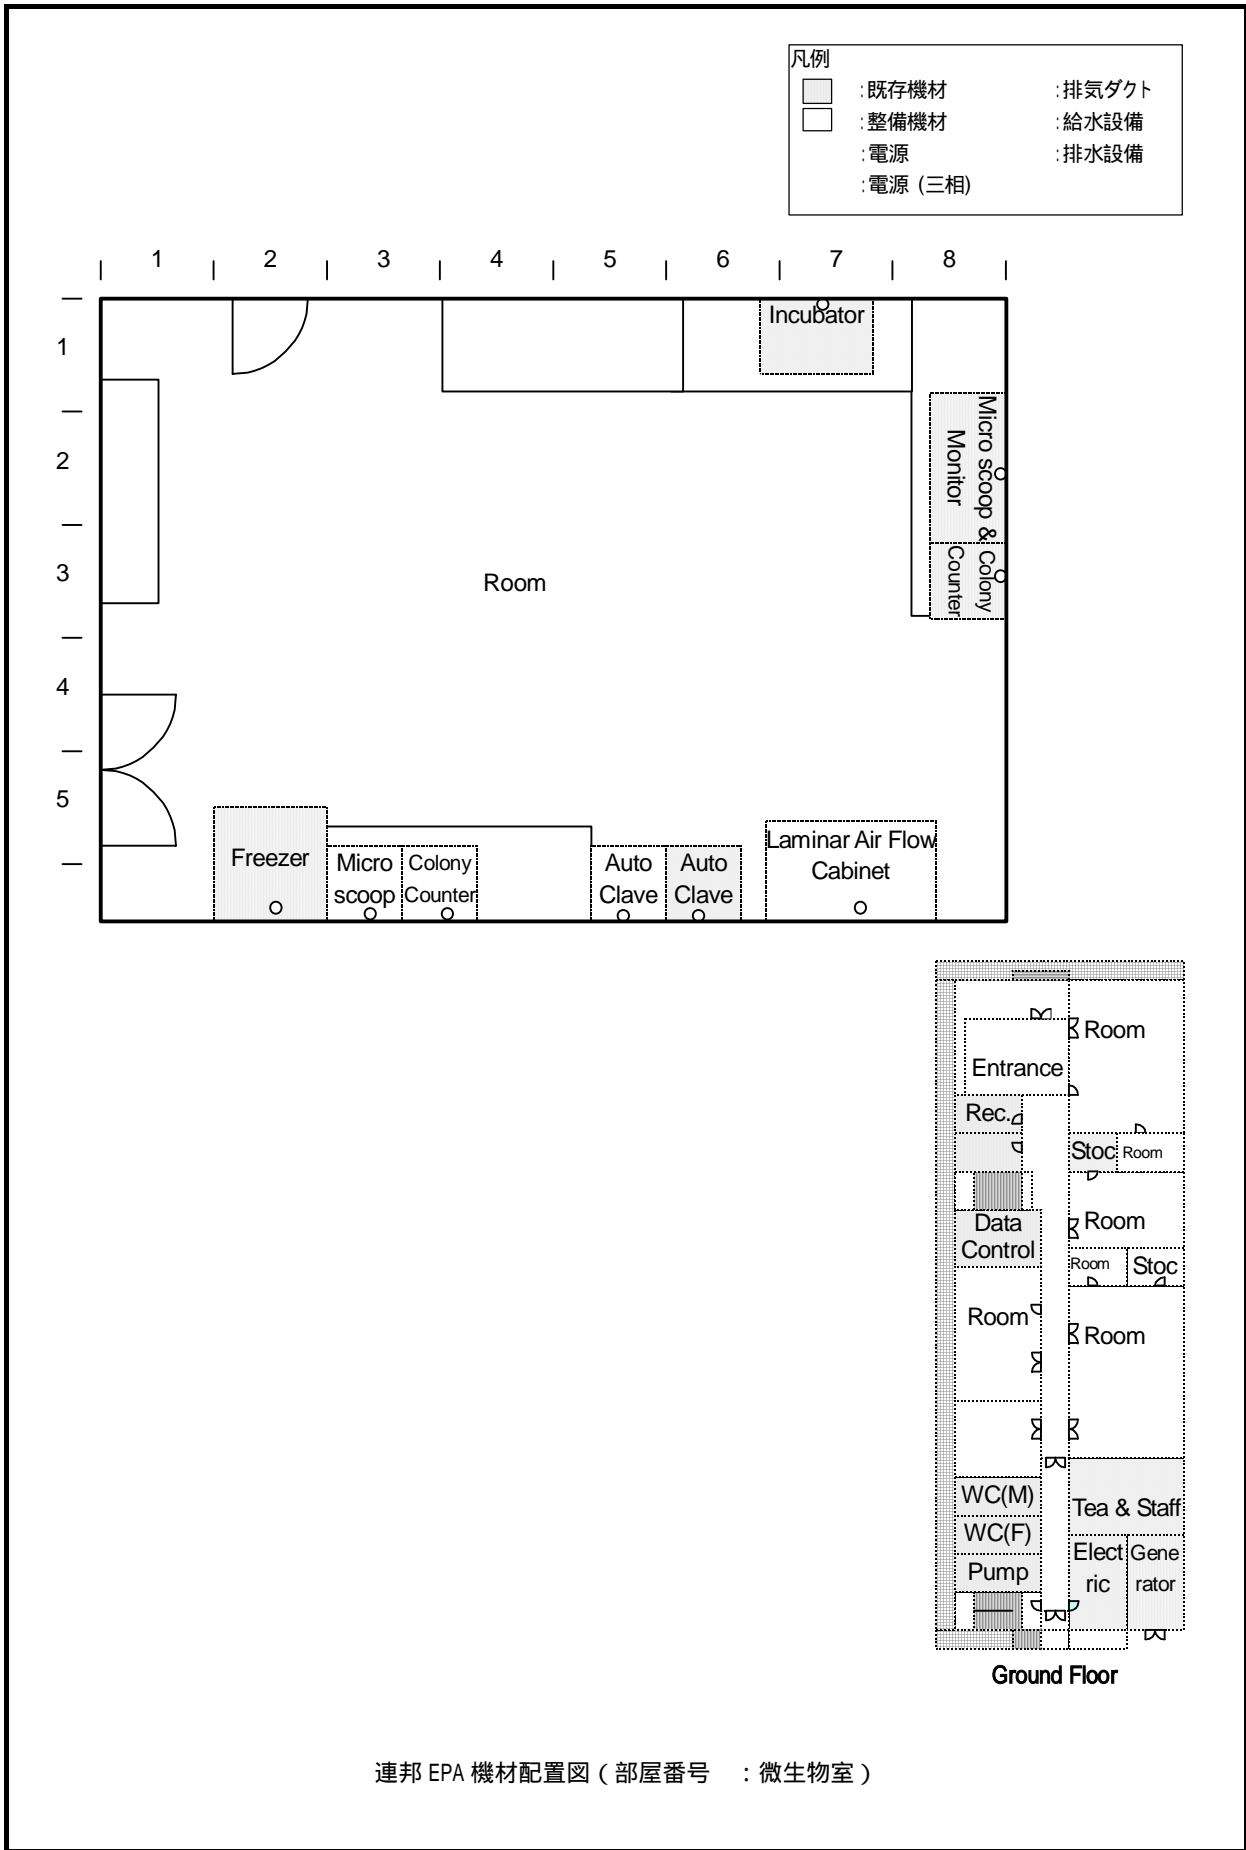 凡例
:既存機材 :排気ダクト
:整備機材 :給水設備
:電源 :排水設備
:電源 (三相)
1 2 3 4 5 6 7 8
1
2
3
4
5
Incubator
Micro scoop &
Monitor
Colony
Counter
Room
Freezer
Micro
scoop
Colony
Counter
Auto
Clave
Auto
Clave
Laminar Air Flow
Cabinet
Room
Entrance
Rec.
Stoc Room
Data
Control
Room
Room Stoc
Room
Room
WC(M)
Tea & Staff
WC(F)
Pump
Elect
ric
Gene
rator
Ground Floor
連邦 EPA 機材配置図（部屋番号　：微生物室）